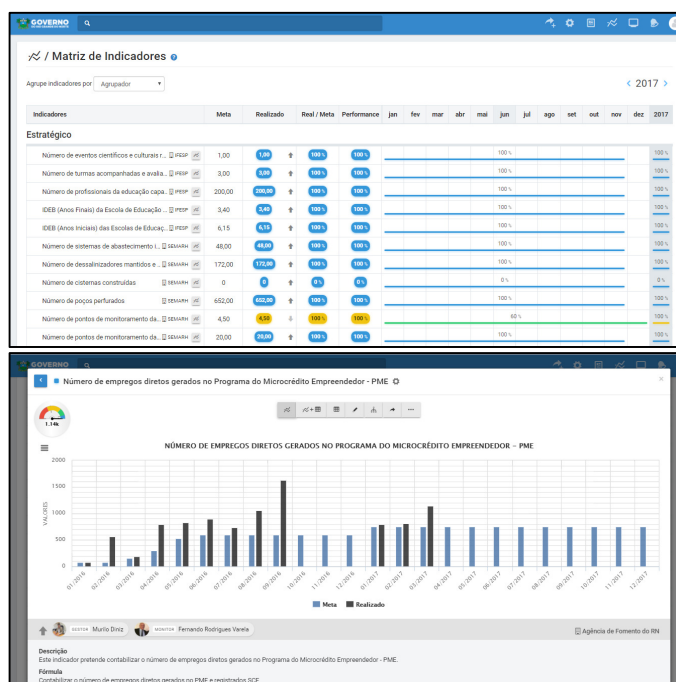 GOVERNO
Matriz de Indicadores
Agrupe indicadores por Agrupador
2017
Indicadores Meta Realizado Real / Meta Performance jan fev mar abr mai jun jul ago set out nov dez 2017
Estratégico
Número de eventos científicos e culturais r... IFESP 1,00 1,00 100 % 100 % 100 % 100 %
Número de turmas acompanhadas e avalia... IFESP 3,00 3,00 100 % 100 % 100 % 100 %
Número de profissionais da educação capa... IFESP 200,00 200,00 100 % 100 % 100 % 100 %
IDEB (Anos Finais) da Escola de Educação ... IFESP 3,40 3,40 100 % 100 % 100 % 100 %
IDEB (Anos Iniciais) das Escolas de Educaç... IFESP 6,15 6,15 100 % 100 % 100 % 100 %
Número de sistemas de abastecimento i... SEMARH 48,00 48,00 100 % 100 % 100 % 100 %
Número de dessalinizadores mantidos e ... SEMARH 172,00 172,00 100 % 100 % 100 % 100 %
Número de cisternas construídas SEMARH 0 0 0 % 0 % 0 % 0 %
Número de poços perfurados SEMARH 652,00 652,00 100 % 100 % 100 % 100 %
Número de pontos de monitoramento da... SEMARH 4,50 4,50 100 % 100 % 60 % 100 %
Número de pontos de monitoramento da... SEMARH 20,00 20,00 100 % 100 % 100 % 100 %
GOVERNO
Número de empregos diretos gerados no Programa do Microcrédito Empreendedor - PME
1.14k
NÚMERO DE EMPREGOS DIRETOS GERADOS NO PROGRAMA DO MICROCRÉDITO EMPREENDEDOR – PME
VALORES
2000
1500
1000
500
0
01/2016 02/2016 03/2016 04/2016 05/2016 06/2016 07/2016 08/2016 09/2016 10/2016 11/2016 12/2016 01/2017 02/2017 03/2017 04/2017 05/2017 06/2017 07/2017 08/2017 09/2017 10/2017 11/2017 12/2017
Meta Realizado
GESTOR Murilo Diniz MONITOR Fernando Rodrigues Varela Agência de Fomento do RN
Descrição
Este indicador pretende contabilizar o número de empregos diretos gerados no Programa do Microcrédito Empreendedor - PME.
Fórmula
Contabilizar o número de empregos diretos gerados no PME e registrados SCF